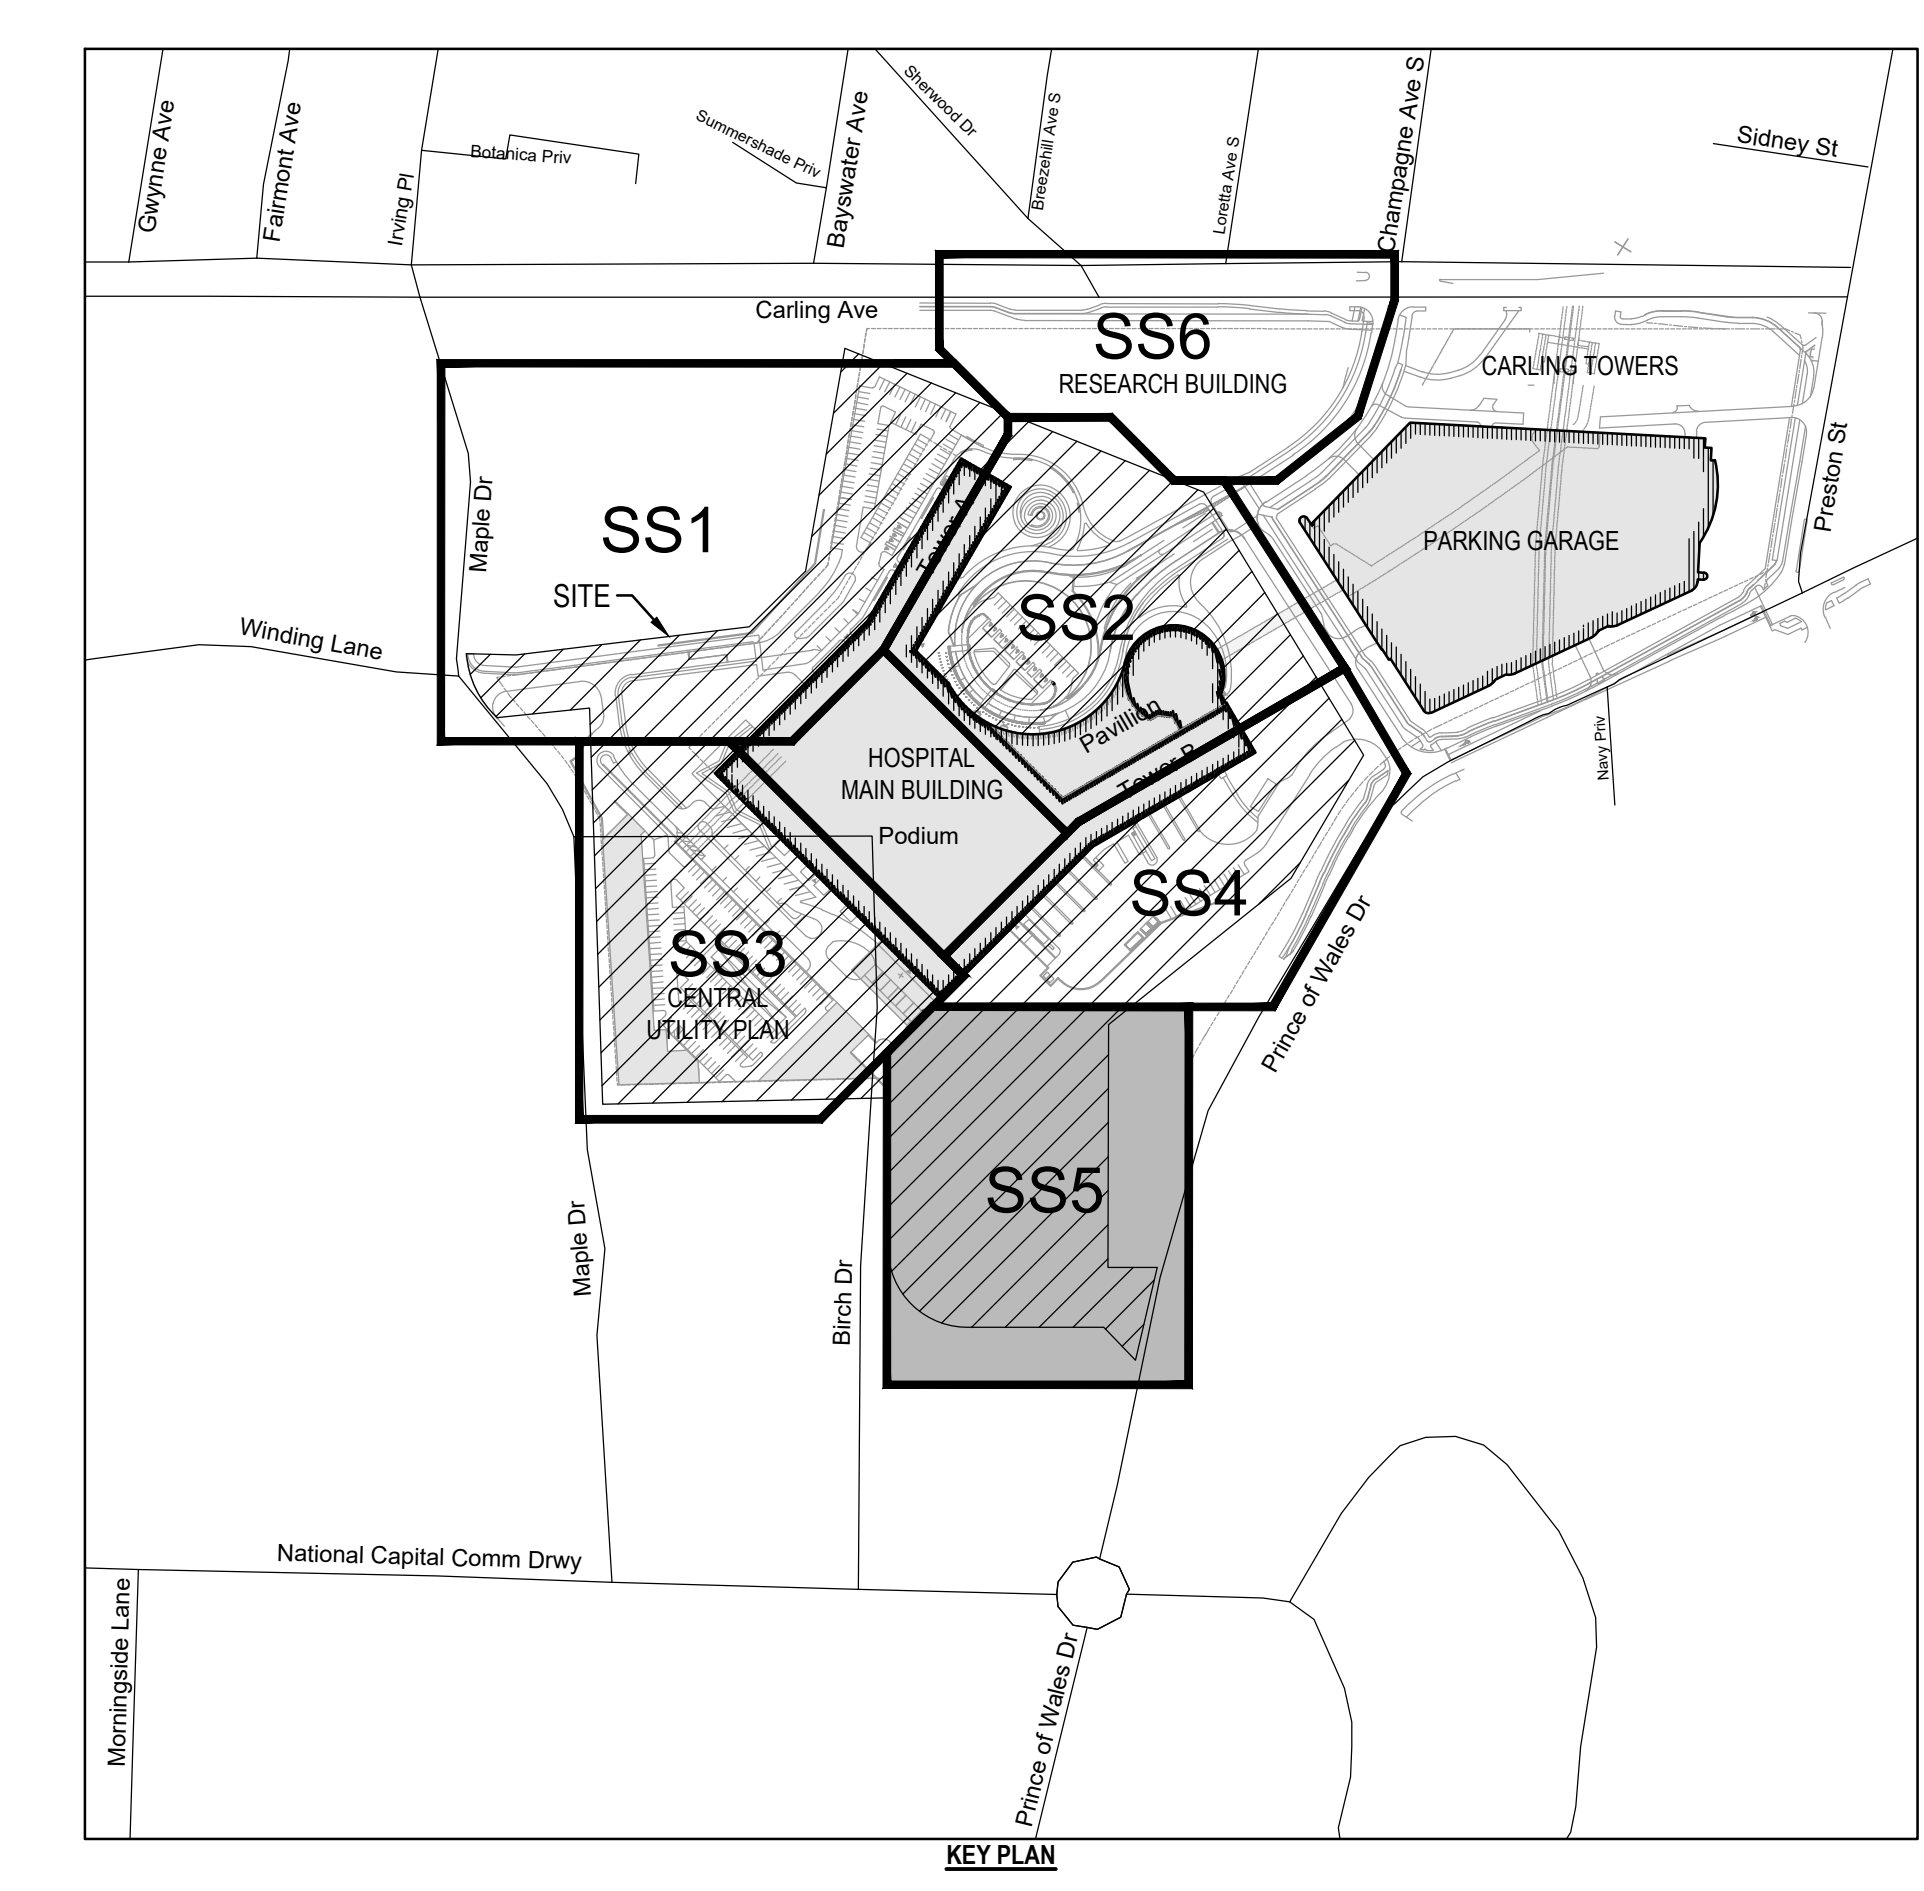 Gwynne Ave
Fairmont Ave
Irving Pl
Botanica Priv
Summershade Priv
Bayswater Ave
Sherwood Dr
Breezehill Ave S
Loretta Ave S
Champagne Ave S
Sidney St
Carling Ave
SS6
RESEARCH BUILDING
CARLING TOWERS
Preston St
Maple Dr
SS1
Tower A
PARKING GARAGE
SITE
SS2
Winding Lane
Pavillion
Tower B
Navy Priv
HOSPITAL
MAIN BUILDING
Podium
SS4
SS3
CENTRAL
UTILITY PLAN
Prince of Wales Dr
SS5
Maple Dr
Birch Dr
National Capital Comm Drwy
Morningside Lane
Prince of Wales Dr
KEY PLAN